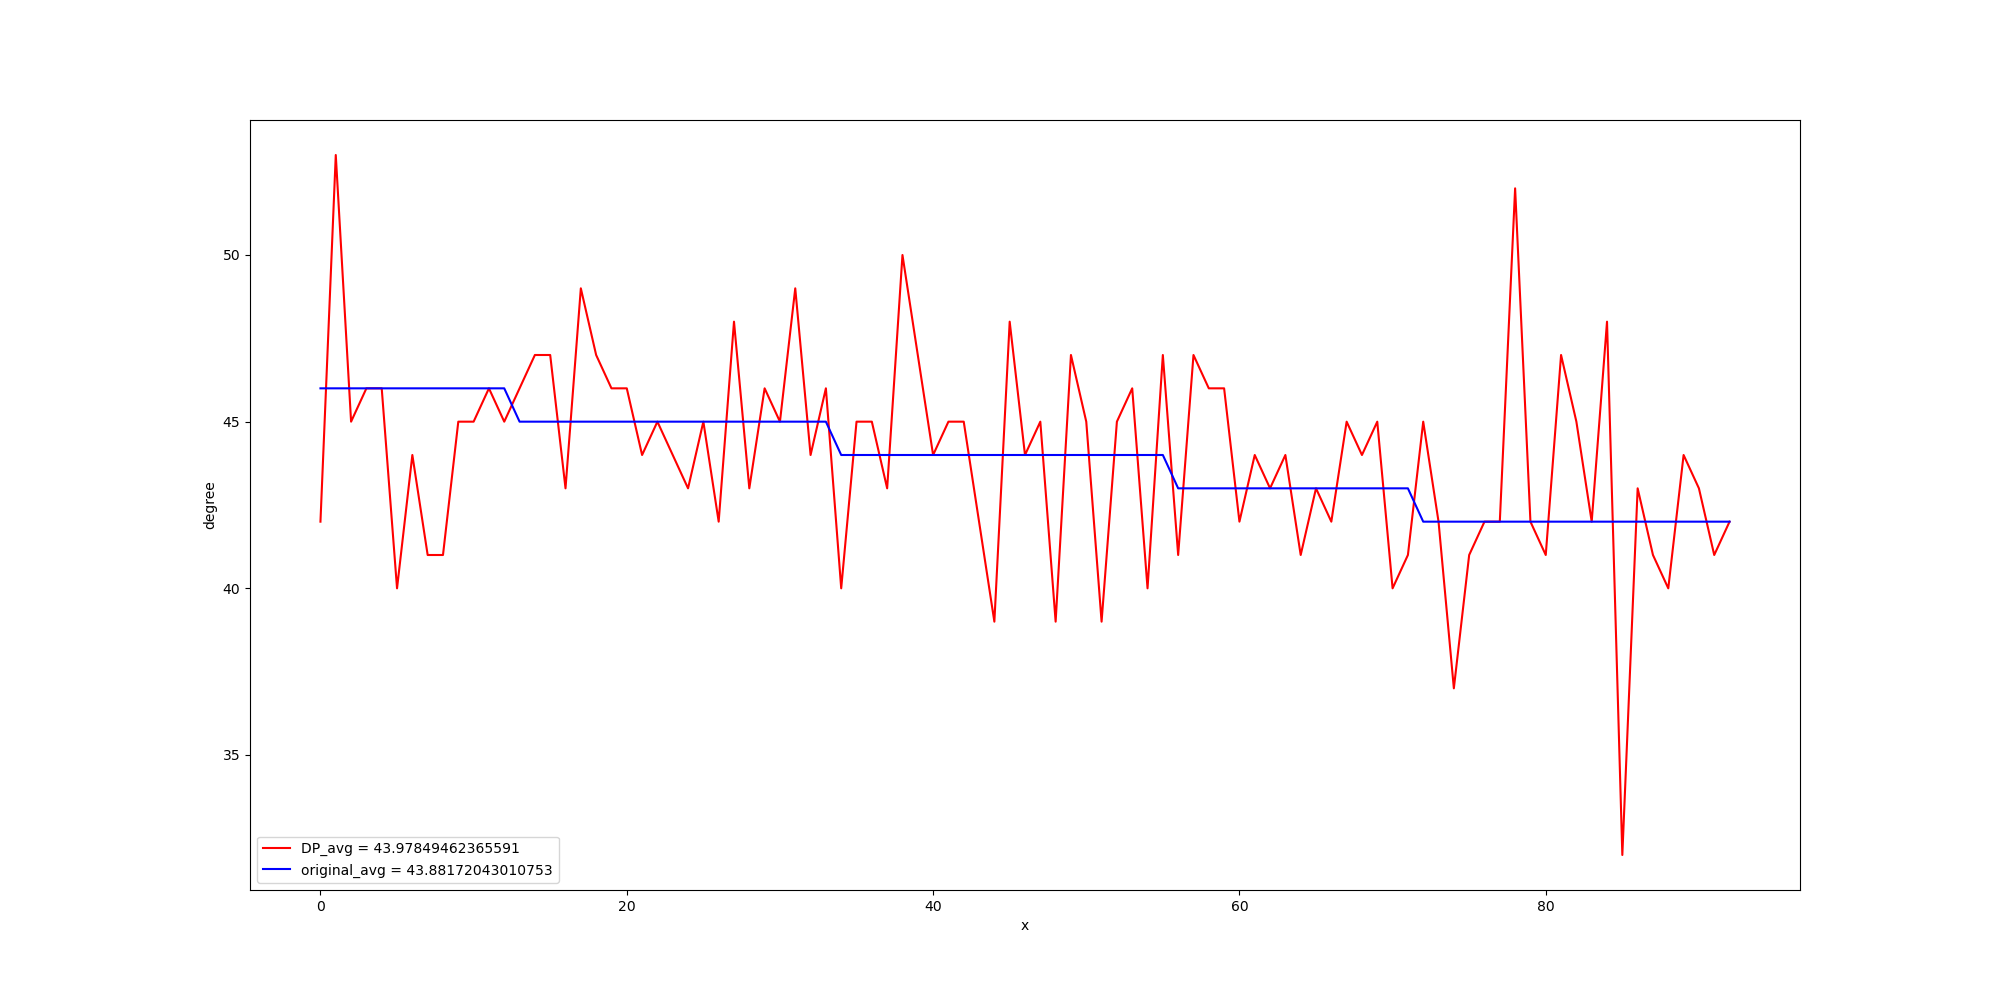 50
45
40
35
degree
DP_avg = 43.97849462365591
original_avg = 43.88172043010753
0 20 40 60 80
x